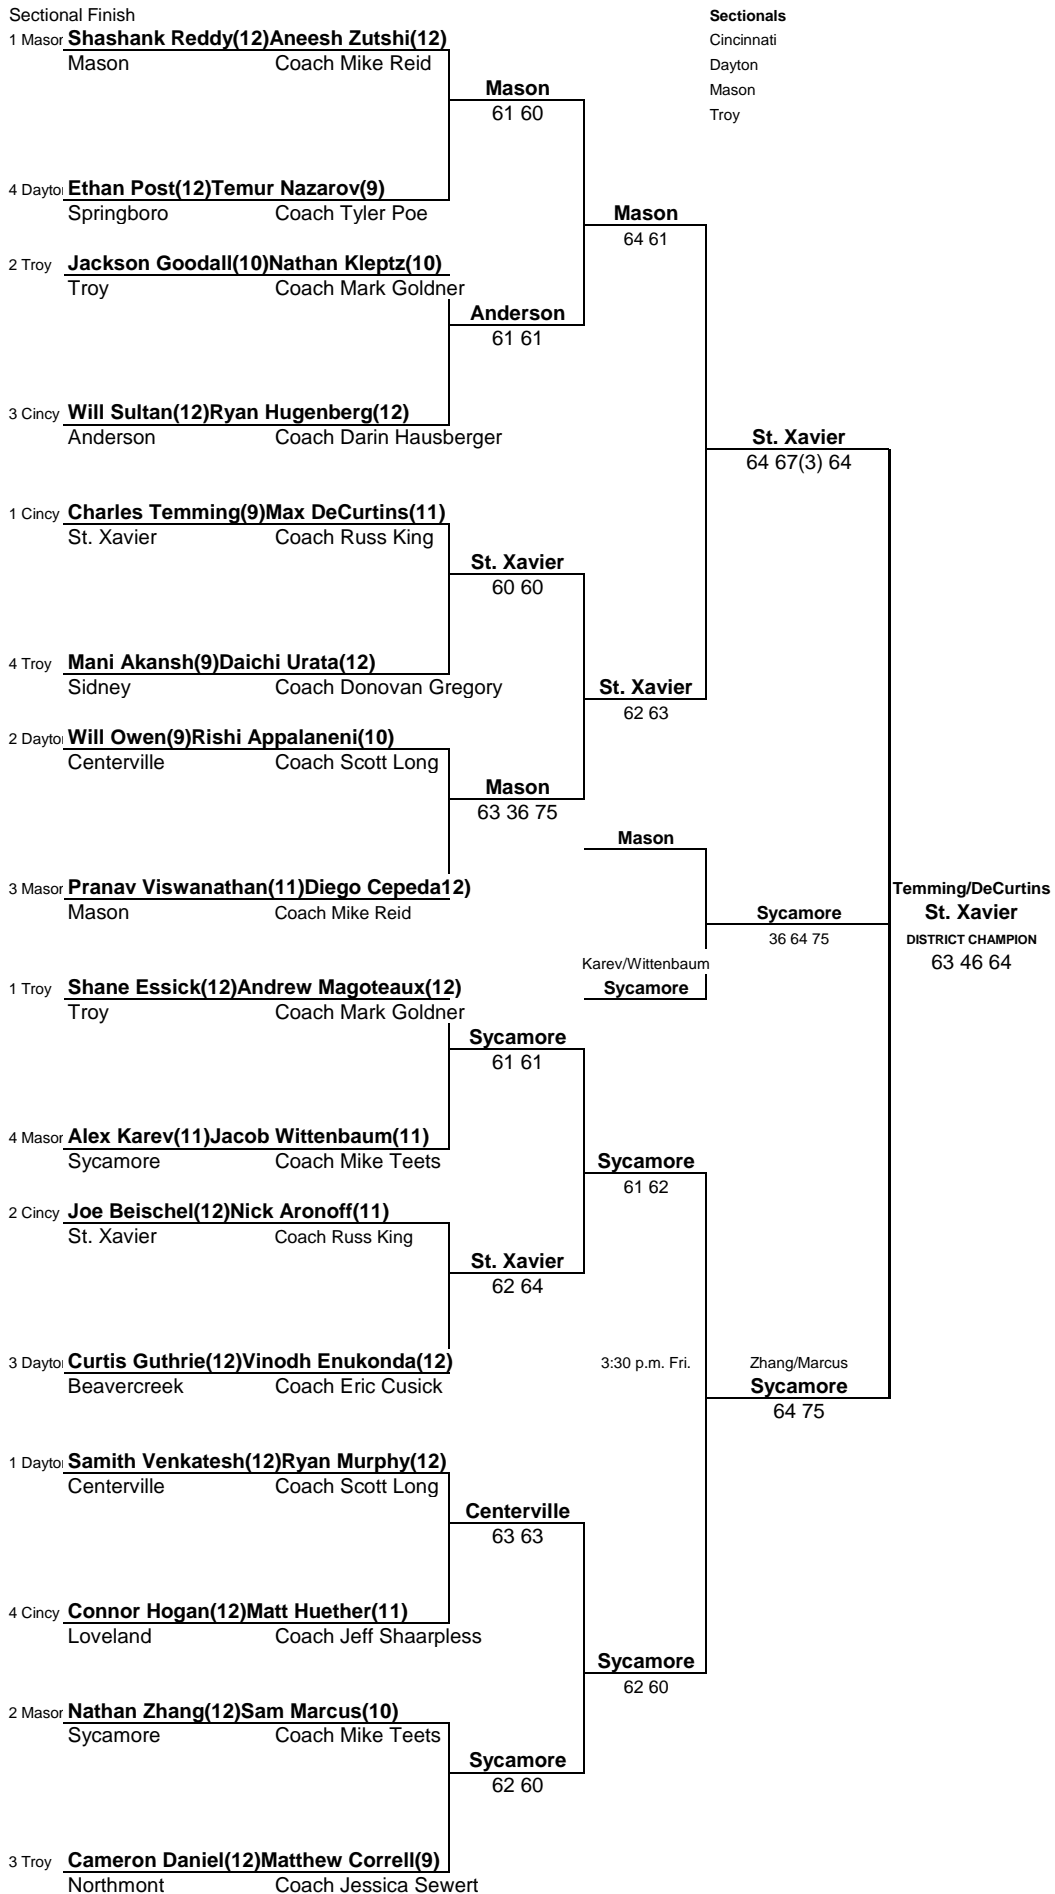 Sectional Finish
Sectionals
1 Mason Shashank Reddy(12)Aneesh Zutshi(12)
Cincinnati
Mason Coach Mike Reid
Dayton
Mason
Mason
61 60
Troy
4 Dayto Ethan Post(12)Temur Nazarov(9)
Springboro Coach Tyler Poe
Mason
64 61
2 Troy Jackson Goodall(10)Nathan Kleptz(10)
Troy Coach Mark Goldner
Anderson
61 61
3 Cincy Will Sultan(12)Ryan Hugenberg(12)
Anderson Coach Darin Hausberger
St. Xavier
64 67(3) 64
1 Cincy Charles Temming(9)Max DeCurtins(11)
St. Xavier Coach Russ King
St. Xavier
60 60
4 Troy Mani Akansh(9)Daichi Urata(12)
Sidney Coach Donovan Gregory
St. Xavier
62 63
2 Dayto Will Owen(9)Rishi Appalaneni(10)
Centerville Coach Scott Long
Mason
63 36 75
Mason
3 Mason Pranav Viswanathan(11)Diego Cepeda12)
Temming/DeCurtins
Mason Coach Mike Reid
Sycamore
St. Xavier
36 64 75
DISTRICT CHAMPION
Karev/Wittenbaum
63 46 64
1 Troy Shane Essick(12)Andrew Magoteaux(12)
Sycamore
Troy Coach Mark Goldner
Sycamore
61 61
4 Mason Alex Karev(11)Jacob Wittenbaum(11)
Sycamore Coach Mike Teets
Sycamore
61 62
2 Cincy Joe Beischel(12)Nick Aronoff(11)
St. Xavier Coach Russ King
St. Xavier
62 64
3 Dayto Curtis Guthrie(12)Vinodh Enukonda(12)
3:30 p.m. Fri.
Zhang/Marcus
Beavercreek Coach Eric Cusick
Sycamore
64 75
1 Dayto Samith Venkatesh(12)Ryan Murphy(12)
Centerville Coach Scott Long
Centerville
63 63
4 Cincy Connor Hogan(12)Matt Huether(11)
Loveland Coach Jeff Shaarpless
Sycamore
62 60
2 Mason Nathan Zhang(12)Sam Marcus(10)
Sycamore Coach Mike Teets
Sycamore
62 60
3 Troy Cameron Daniel(12)Matthew Correll(9)
Northmont Coach Jessica Sewert